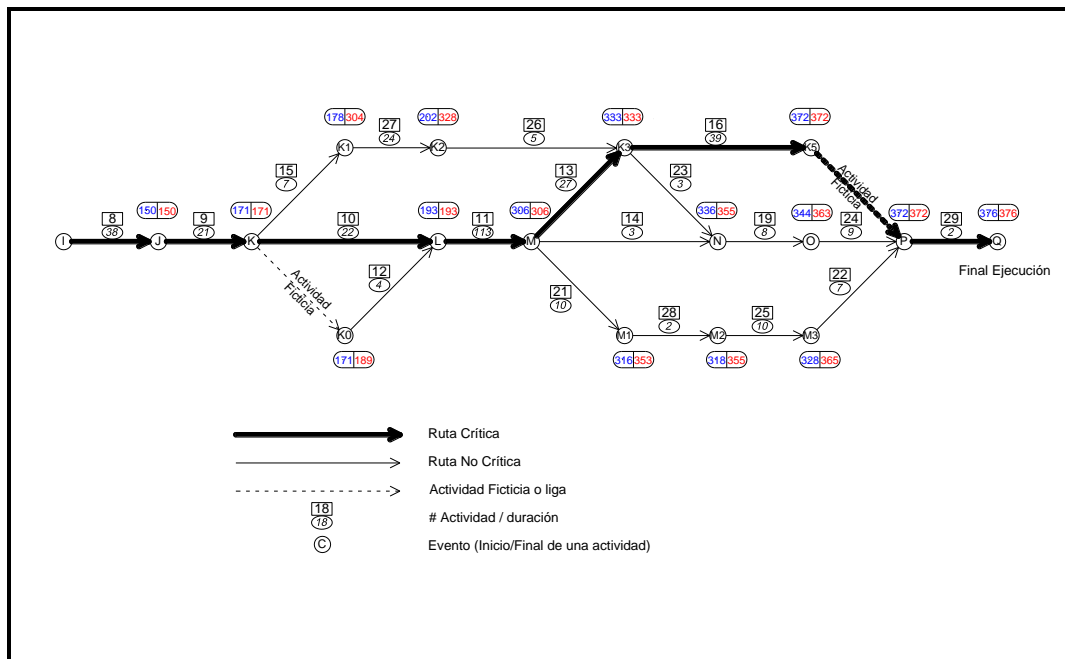 178 304
202 328
333 333
372 372
27
24
26
5
16
39
K1
K2
K3
K5
15
7
13
27
23
3
Actividad
Ficticia
150 150
171 171
193 193
306 306
336 355
344 363
372 372
376 376
8
38
9
21
10
22
11
113
14
3
19
8
24
9
29
2
I
J
K
L
M
N
O
P
Q
Final Ejecución
Actividad
Ficticia
12
4
21
10
28
2
25
10
22
7
K0
M1
M2
M3
171 189
316 353
318 355
328 365
Ruta Crítica
Ruta No Crítica
Actividad Ficticia o liga
18
18
# Actividad / duración
C
Evento (Inicio/Final de una actividad)